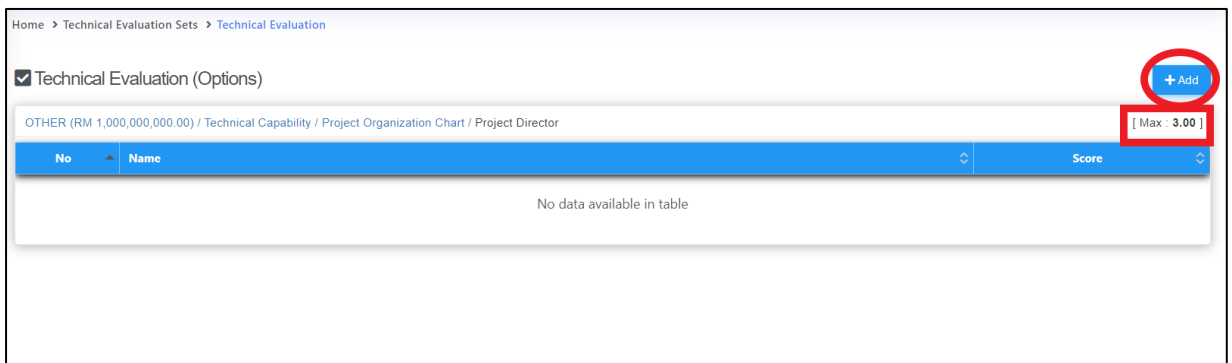 Home > Technical Evaluation Sets > Technical Evaluation
Technical Evaluation (Options)
+ Add
OTHER (RM 1,000,000,000.00) / Technical Capability / Project Organization Chart / Project Director
[ Max : 3.00 ]
No Name Score
No data available in table